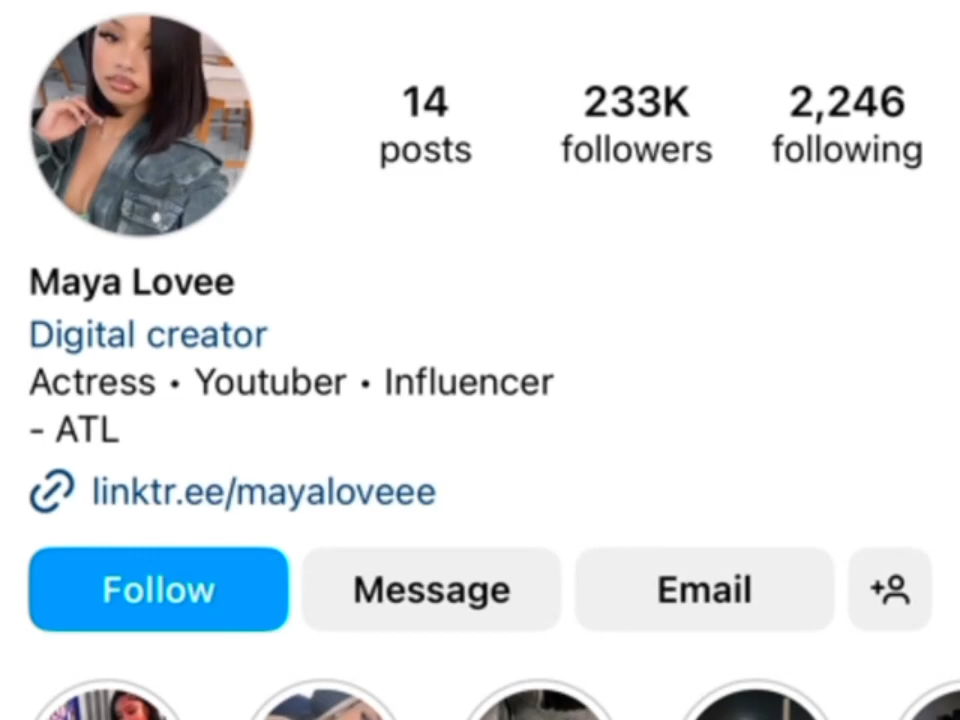 14 233K 2,246
posts followers following
Maya Lovee
Digital creator
Actress • Youtuber • Influencer
- ATL
linktr.ee/mayaloveee
Follow Message Email